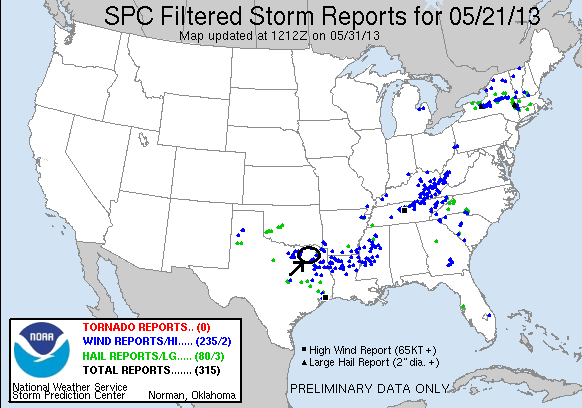 SPC Filtered Storm Reports for 05/21/13
Map updated at 1212Z on 05/31/13
TORNADO REPORTS.. (0)
WIND REPORTS/HI..... (235/2)
HAIL REPORTS/LG..... (80/3)
TOTAL REPORTS....... (315)
NOAA
National Weather Service
Storm Prediction Center Norman, Oklahoma
High Wind Report (65KT +)
Large Hail Report (2" dia. +)
PRELIMINARY DATA ONLY